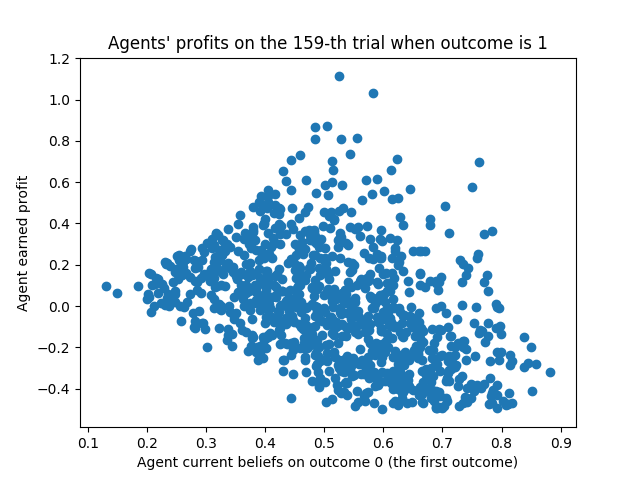 Agents' profits on the 159-th trial when outcome is 1
1.2
1.0
0.8
0.6
0.4
0.2
0.0
−0.2
−0.4
Agent earned profit
0.1 0.2 0.3 0.4 0.5 0.6 0.7 0.8 0.9
Agent current beliefs on outcome 0 (the first outcome)